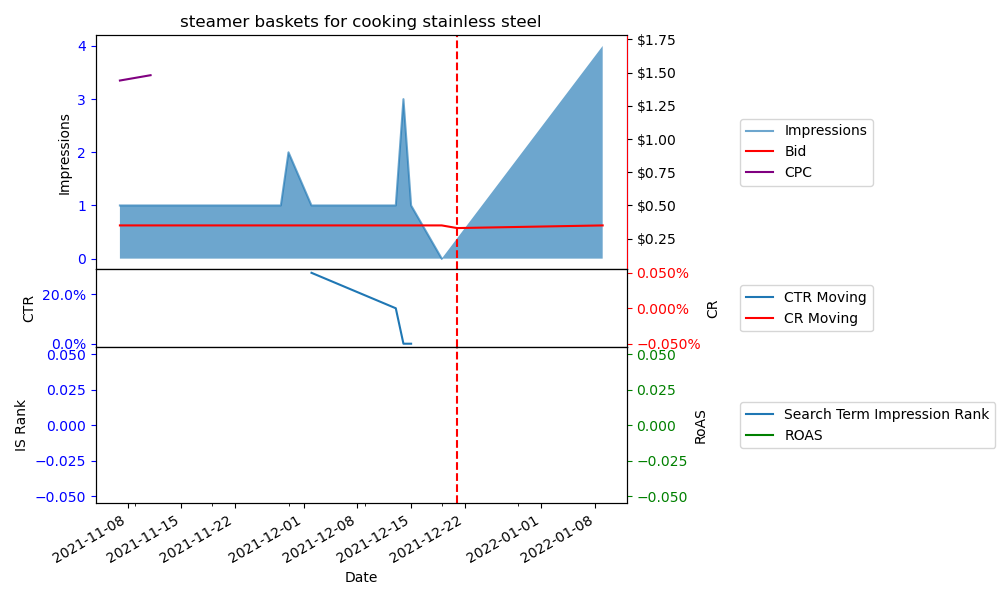 steamer baskets for cooking stainless steel
4
3
2
1
0
Impressions
$1.75
$1.50
$1.25
$1.00
$0.75
$0.50
$0.25
Impressions
Bid
CPC
20.0%
0.0%
CTR
0.050%
0.000%
−0.050%
CR
CTR Moving
CR Moving
0.050
0.025
0.000
−0.025
−0.050
IS Rank
0.050
0.025
0.000
−0.025
−0.050
RoAS
Search Term Impression Rank
ROAS
2021-11-08
2021-11-15
2021-11-22
2021-12-01
2021-12-08
2021-12-15
2021-12-22
2022-01-01
2022-01-08
Date